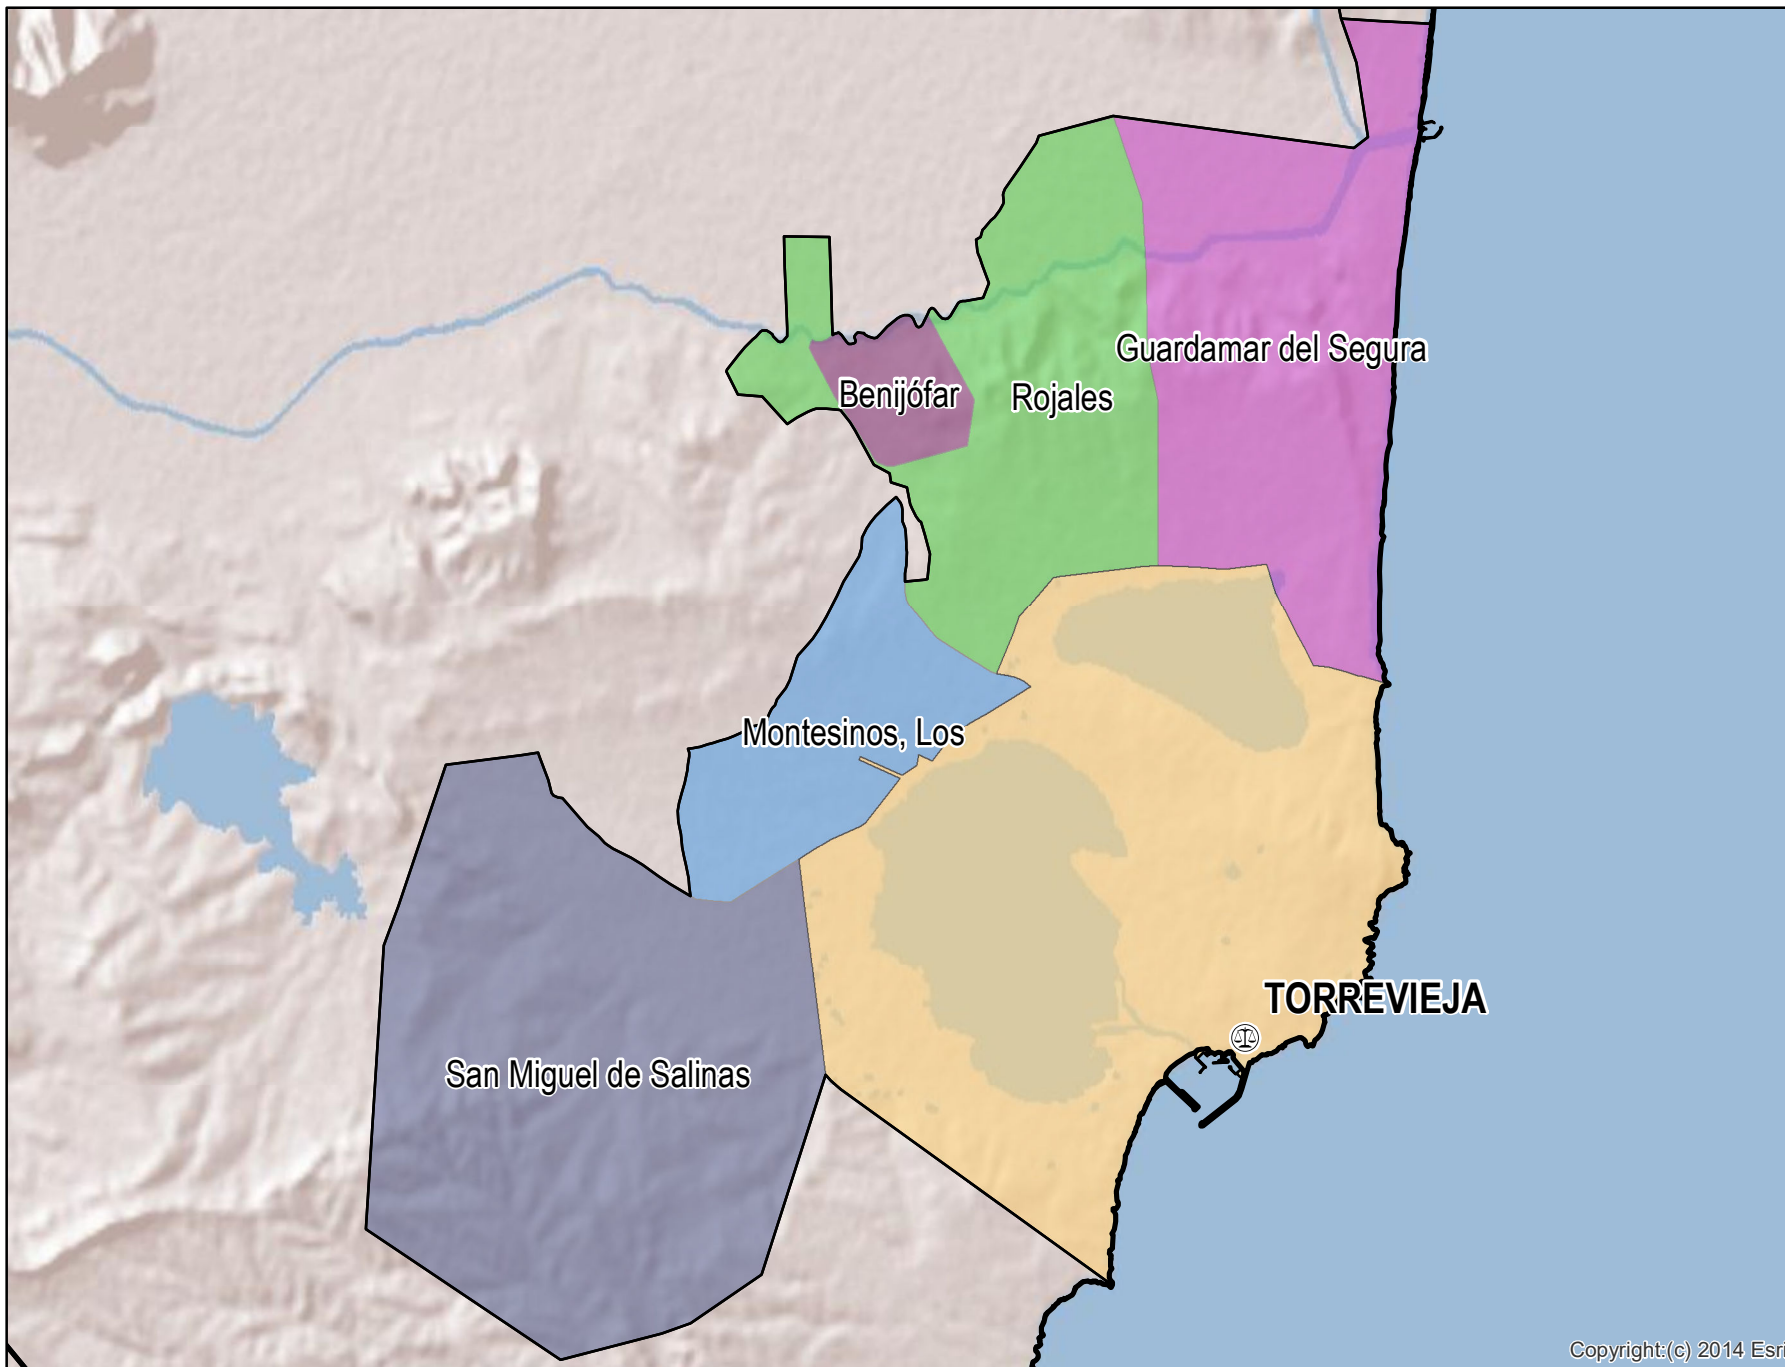 Guardamar del Segura
Benijófar
Rojales
Montesinos, Los
TORREVIEJA
San Miguel de Salinas
Copyright:(c) 2014 Esri